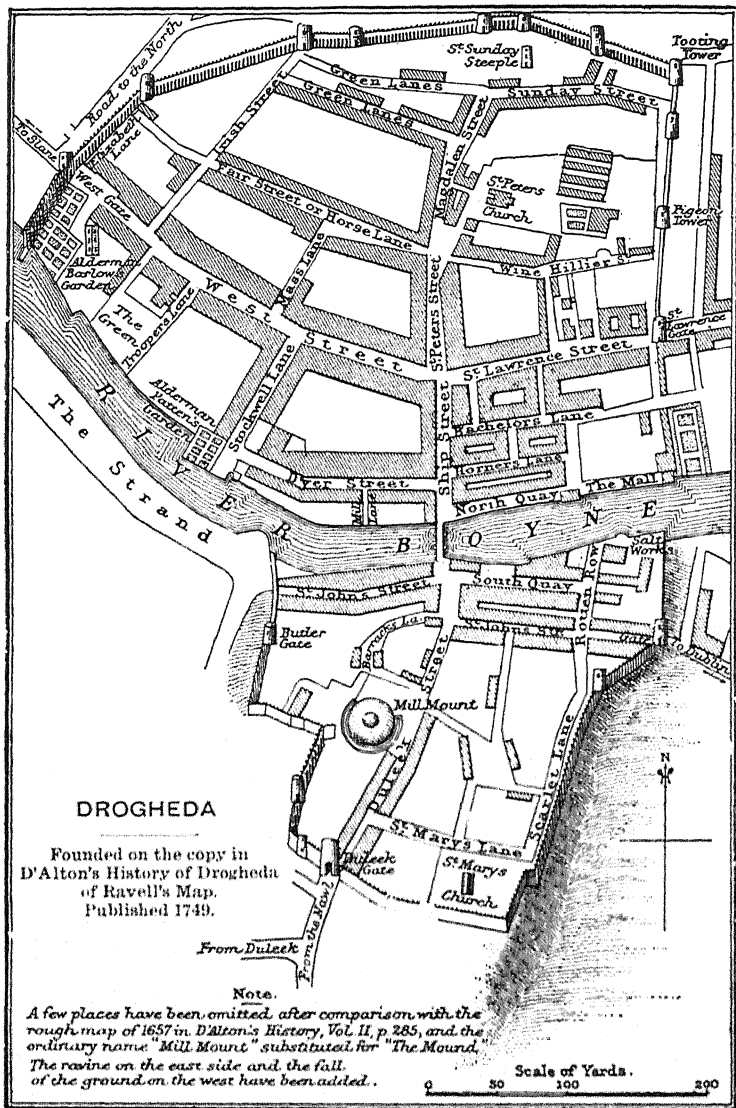 Road to the North
To Slane
St Sunday
Steeple
Tooting
Tower
Green Lanes
Green Lanes
Sunday Street
Irish Street
Lane
West Gate
Magdalen Street
Fair Street or Horse Lane
St Peters
Church
Pigeon
Tower
Alderman
Barlow's
Garden
Mass Lane
Wine Hillier St
The
Green
Troopers Lane
West Street
St Peters Street
St Lawrence
Gate
St Lawrence Street
Alderman
Garden
Stockwell Lane
Ship Street
Bachelors Lane
Horners Lane
Dyer Street
Mill
Lane
North Quay
The Mall
The Strand
RIVER BOYNE
Salt
Works
St Johns Street
South Quay
Rotten Row
Butler
Gate
Barracks La.
St Johns Str
Gate
To Dublin
Mill Mount
Duleek Street
Scarlet Lane
N
St Marys Lane
Duleek
Gate
St Marys
Church
DROGHEDA
Founded on the copy in
D'Alton's History of Drogheda
of Ravell's Map.
Published 1749.
From Duleek
From the Nawl
Note.
A few places have been omitted after comparison with the
rough map of 1657 in D'Alton's History, Vol. II, p. 285, and the
ordinary name "Mill Mount" substituted for "The Mound."
The ravine on the east side and the fall
of the ground on the west have been added.
Scale of Yards.
0 50 100 200